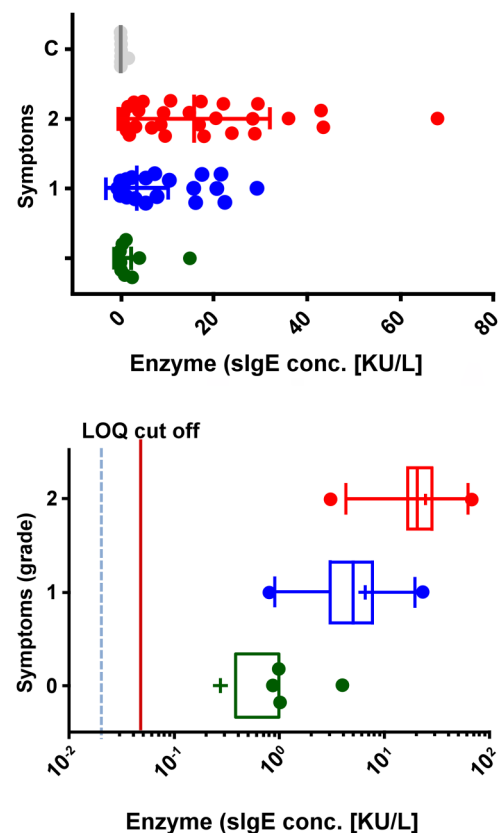 C
2
1
Symptoms
0
20
40
60
80
Enzyme (sIgE conc. [KU/L]
LOQ cut off
2
1
0
Symptoms (grade)
10-2
10-1
100
101
102
Enzyme (sIgE conc. [KU/L]